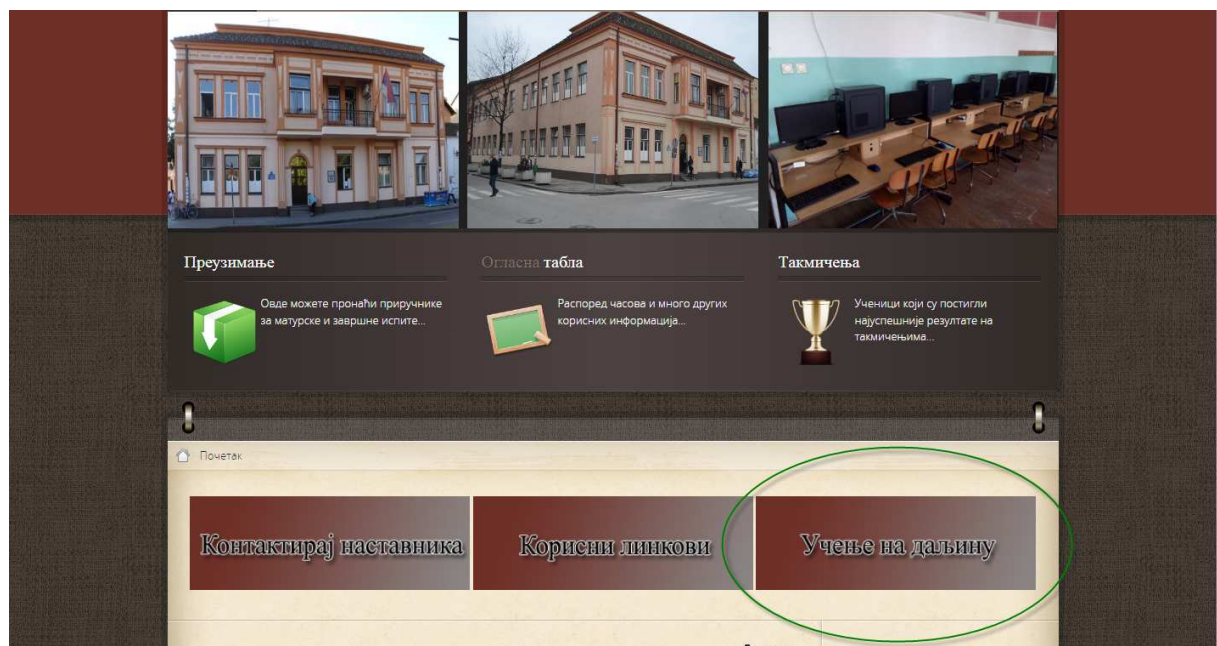 Преузимање
Овде можете пронаћи приручнике
за матурске и завршне испите...
Огласна табла
Распоред часова и много других
корисних информација...
Такмичења
Ученици који су постигли
најуспешније резултате на
такмичењима...
Почетак
Контактирај наставника
Корисни линкови
Учење на даљину